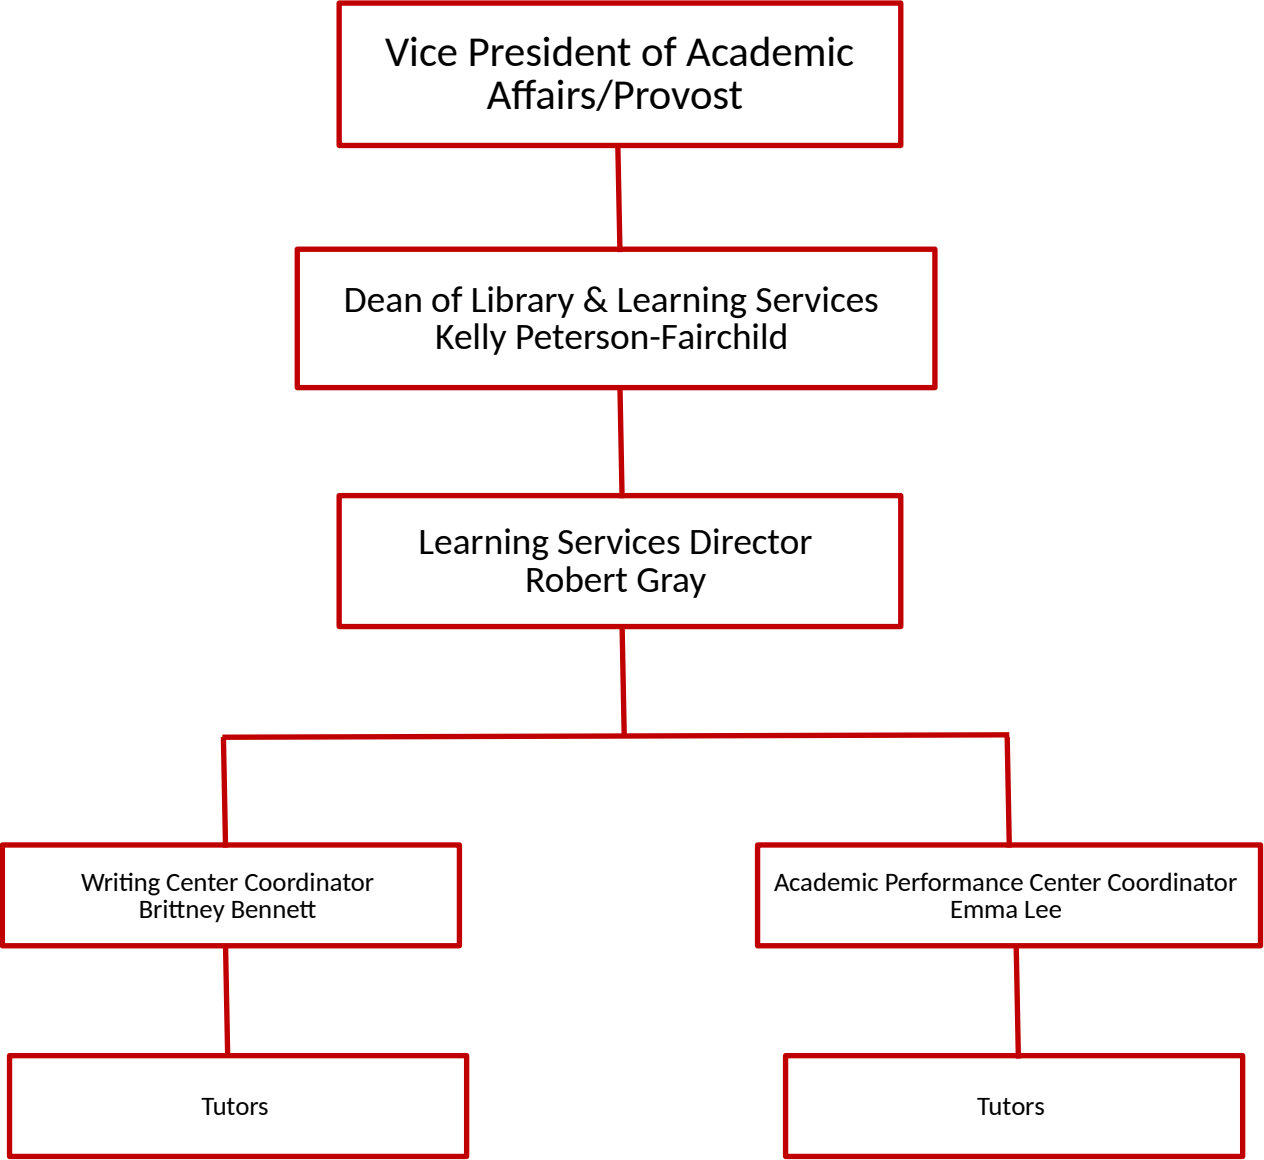 Vice President of Academic
Affairs/Provost
Dean of Library & Learning Services
Kelly Peterson-Fairchild
Learning Services Director
Robert Gray
Writing Center Coordinator
Brittney Bennett
Academic Performance Center Coordinator
Emma Lee
Tutors
Tutors